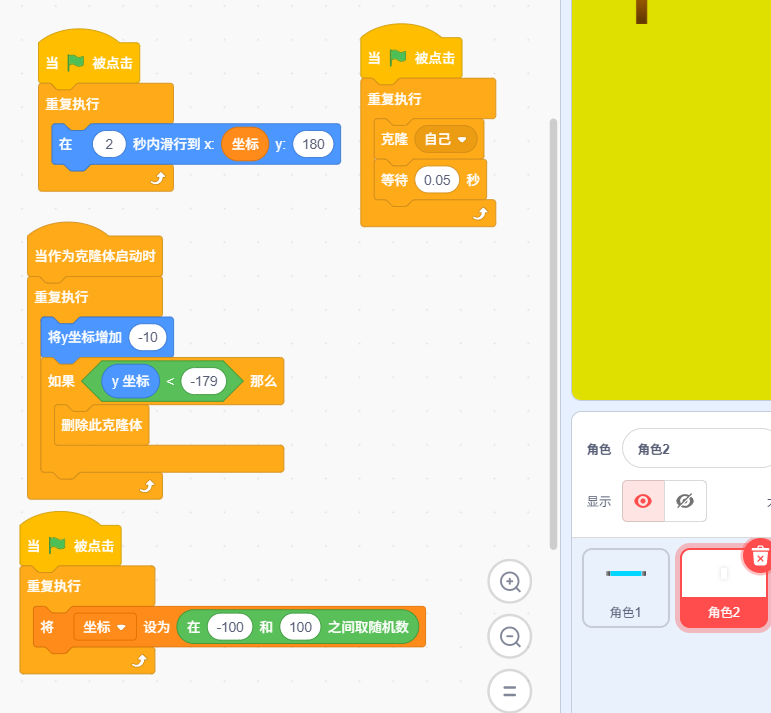 当 被点击
重复执行
在 2 秒内滑行到 x: 坐标 y: 180
当 被点击
重复执行
克隆 自己
等待 0.05 秒
当作为克隆体启动时
重复执行
将y坐标增加 -10
如果 y 坐标 < -179 那么
删除此克隆体
当 被点击
重复执行
将 坐标 设为 在 -100 和 100 之间取随机数
角色 角色2
显示
角色1
角色2